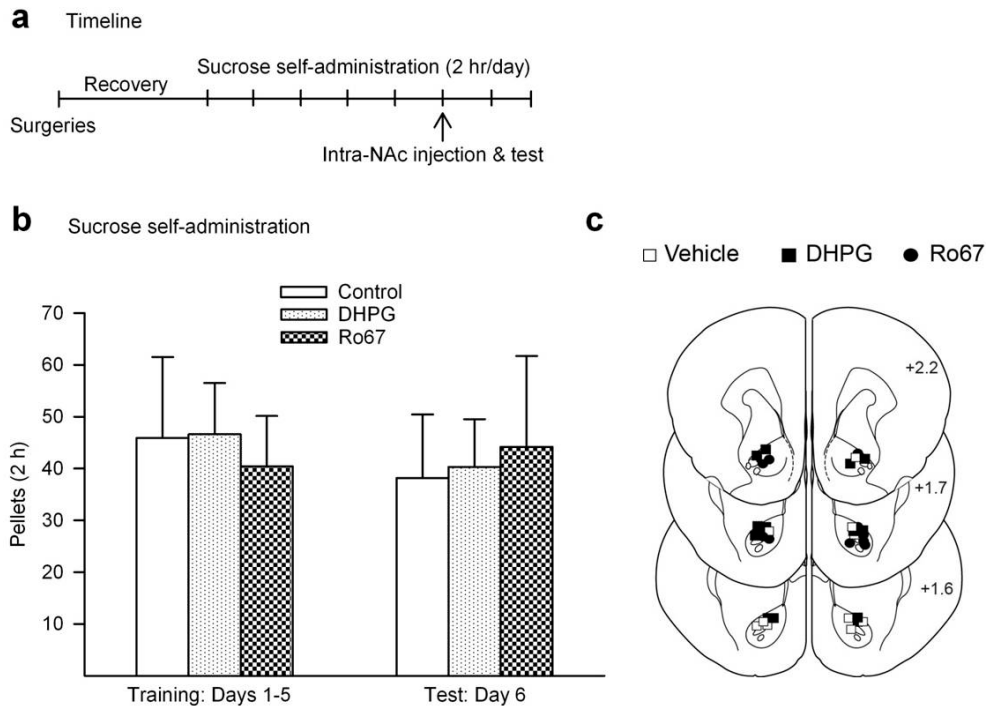 a Timeline
Sucrose self-administration (2 hr/day)
Recovery
Surgeries
Intra-NAc injection & test
b Sucrose self-administration
Control
DHPG
Ro67
70
60
50
40
30
20
10
Pellets (2 h)
Training: Days 1-5 Test: Day 6
c
Vehicle DHPG Ro67
+2.2
+1.7
+1.6